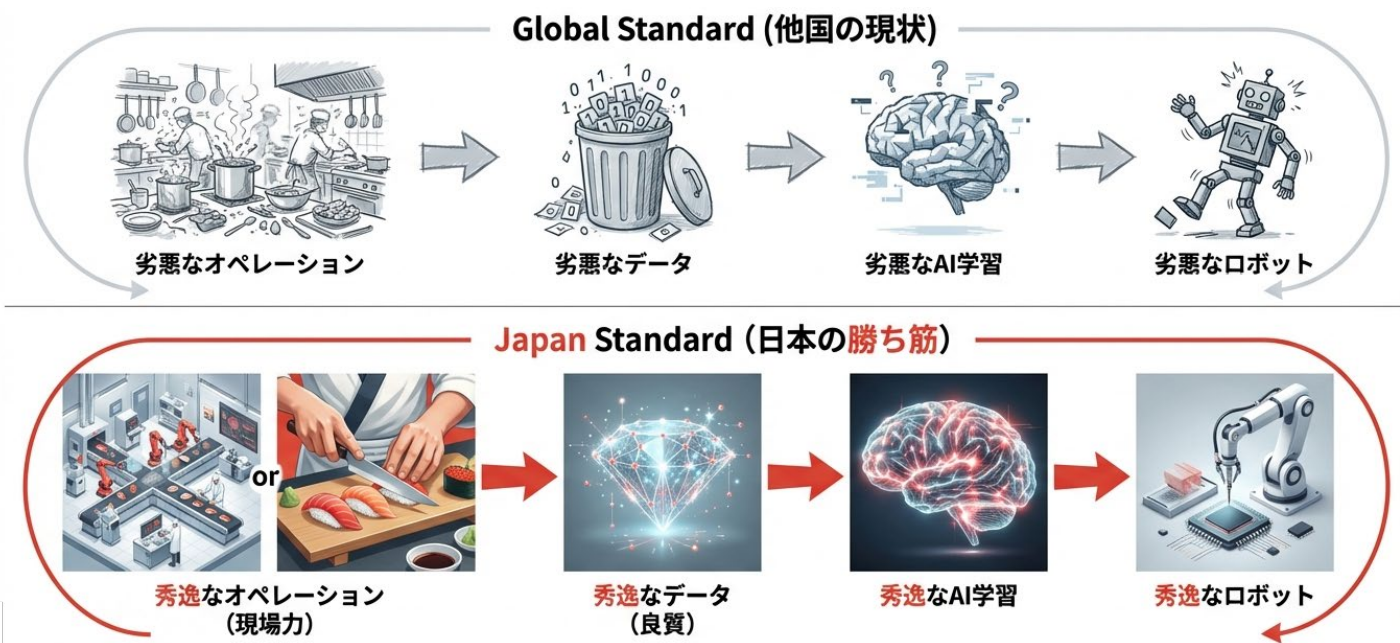 Global Standard (他国の現状)
劣悪なオペレーション
劣悪なデータ
劣悪なAI学習
劣悪なロボット
Japan Standard（日本の勝ち筋）
or
秀逸なオペレーション
（現場力）
秀逸なデータ
（良質）
秀逸なAI学習
秀逸なロボット